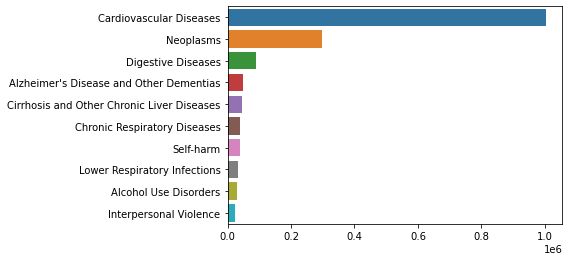 Cardiovascular Diseases
Neoplasms
Digestive Diseases
Alzheimer's Disease and Other Dementias
Cirrhosis and Other Chronic Liver Diseases
Chronic Respiratory Diseases
Self-harm
Lower Respiratory Infections
Alcohol Use Disorders
Interpersonal Violence
0.0 0.2 0.4 0.6 0.8 1.0
1e6